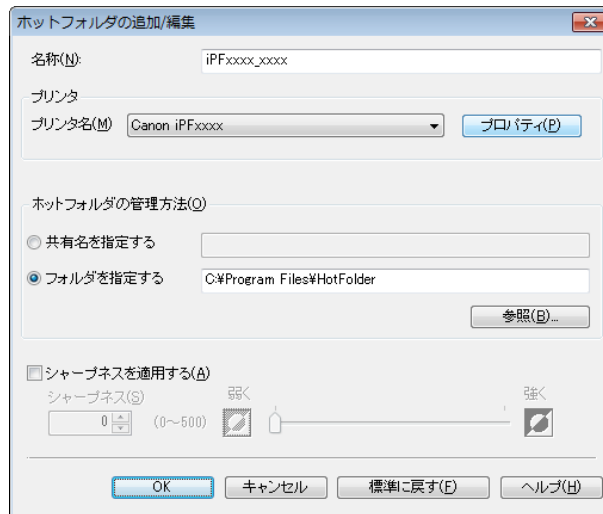 ホットフォルダの追加/編集
名称(N): iPFxxxx_xxxx
プリンタ
プリンタ名(M) Canon iPFxxxx プロパティ(P)
ホットフォルダの管理方法(O)
共有名を指定する
フォルダを指定する C:¥Program Files¥HotFolder
参照(B)...
シャープネスを適用する(A)
シャープネス(S) 弱く 強く
0 (0～500)
OK キャンセル 標準に戻す(F) ヘルプ(H)